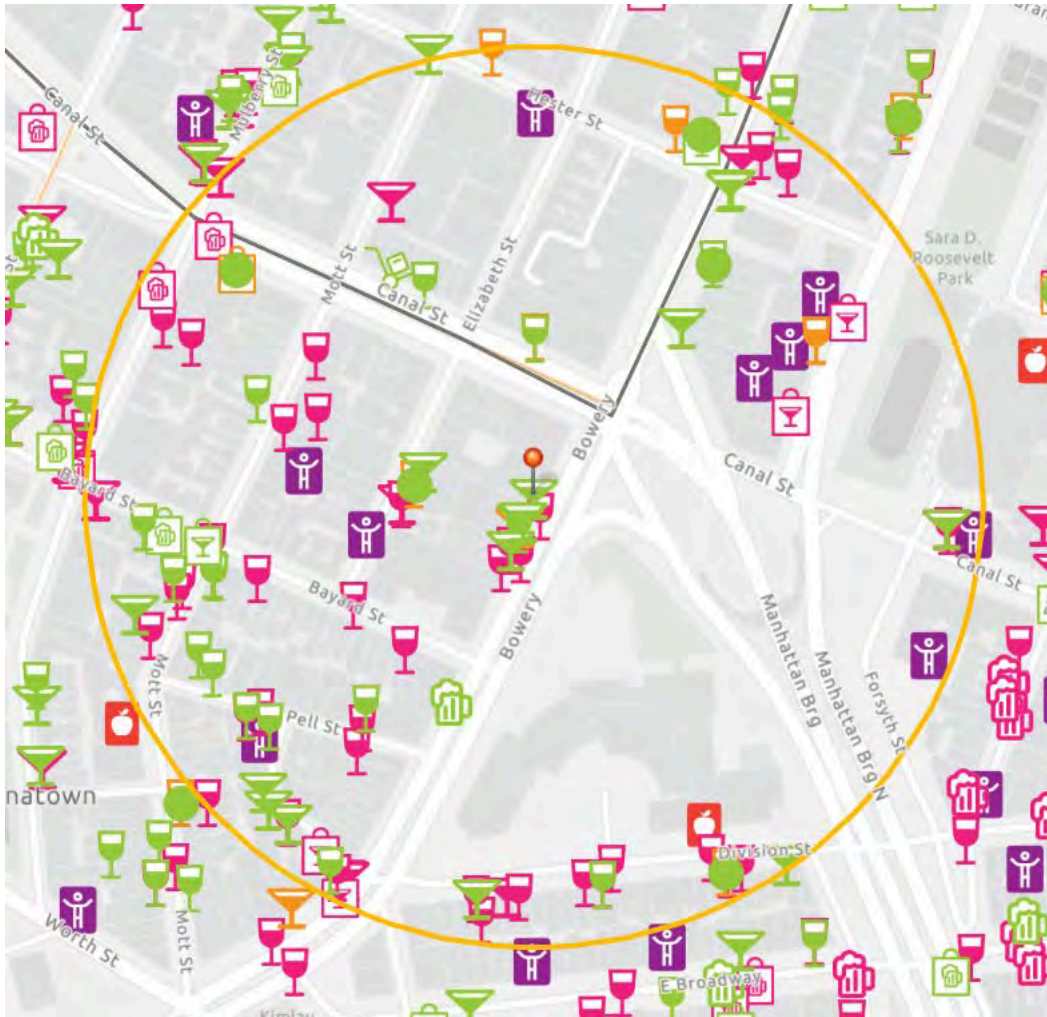 Canal St
Mulberry St
Hester St
Mott St
Elizabeth St
Canal St
Sara D.
Roosevelt
Park
Bowery
Bayard St
Canal St
Canal St
Bayard St
Bowery
Manhattan Brg
Manhattan Brg N
Forsyth St
Mott St
Pell St
natown
Division St
Worth St
Mott St
E Broadway
Kimlau